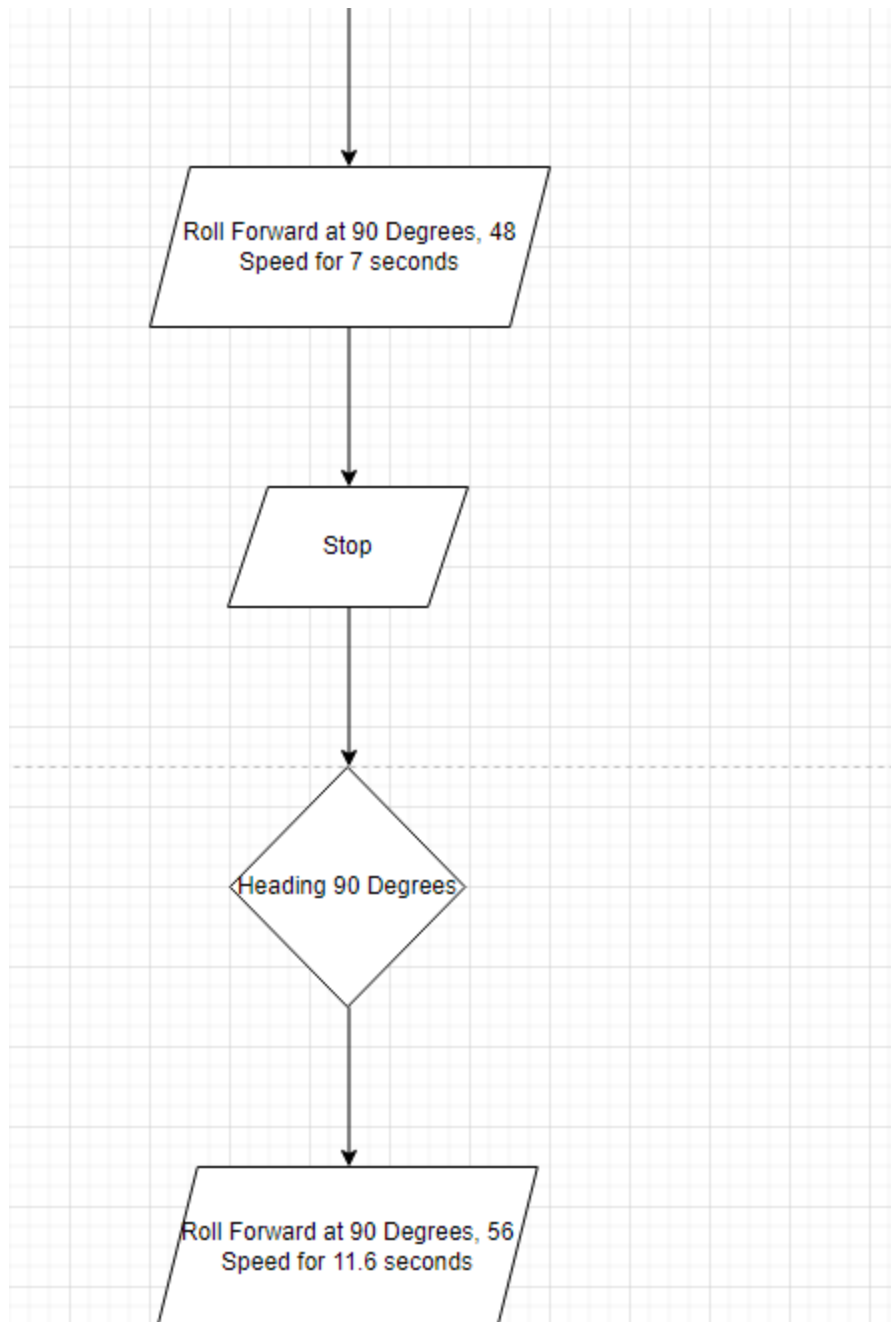 Roll Forward at 90 Degrees, 48
Speed for 7 seconds
Stop
Heading 90 Degrees
Roll Forward at 90 Degrees, 56
Speed for 11.6 seconds